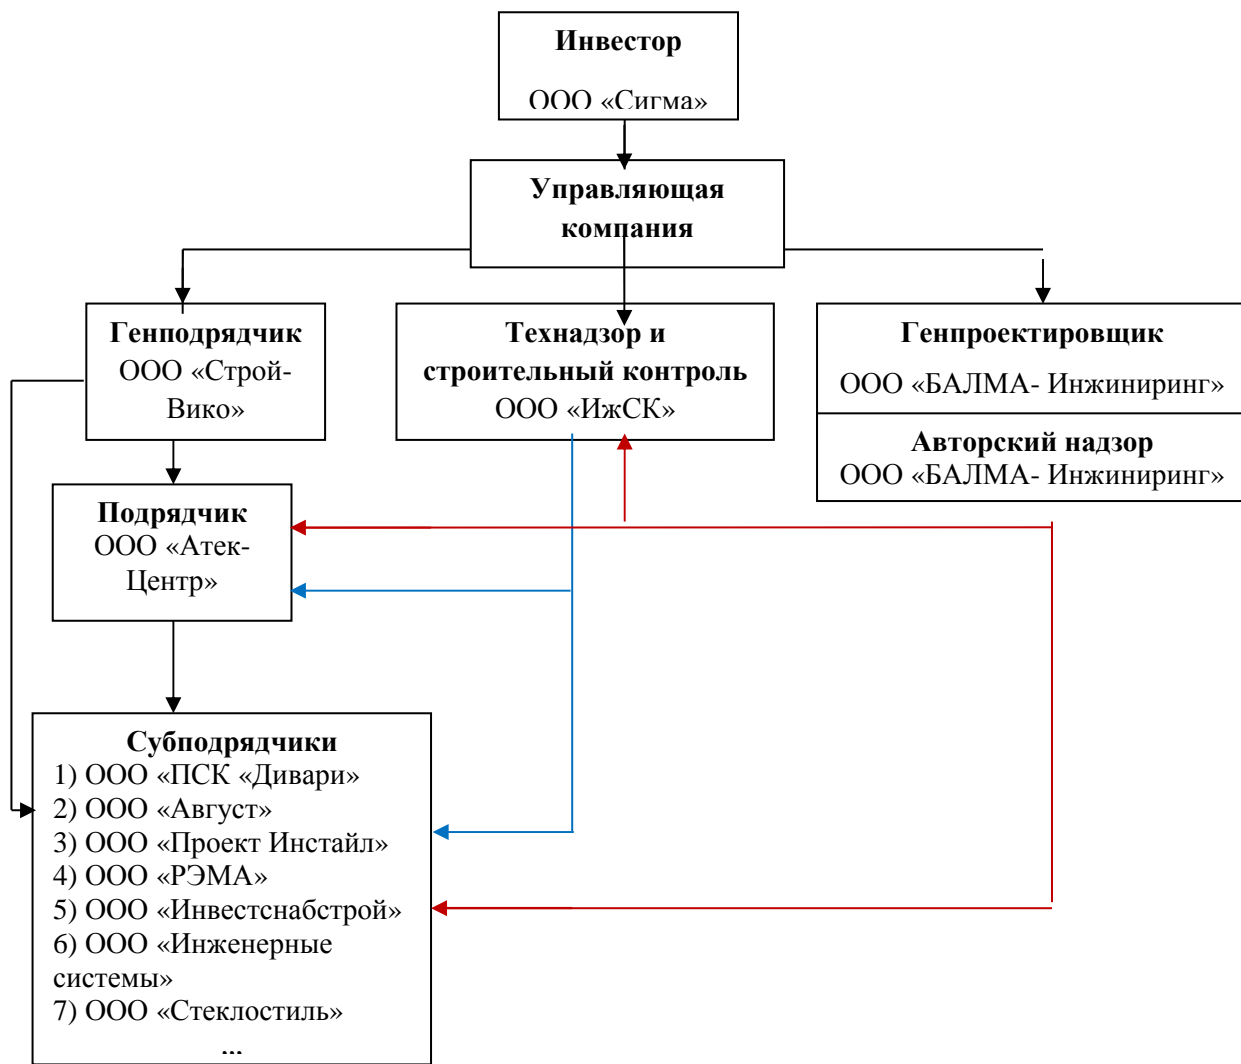 Инвестор
ООО «Сигма»
Управляющая
компания
Генподрядчик
ООО «Строй-
Вико»
Технадзор и
строительный контроль
ООО «ИжСК»
Генпроектировщик
ООО «БАЛМА- Инжиниринг»
Авторский надзор
ООО «БАЛМА- Инжиниринг»
Подрядчик
ООО «Атек-
Центр»
Субподрядчики
1) ООО «ПСК «Дивари»
2) ООО «Август»
3) ООО «Проект Инстайл»
4) ООО «РЭМА»
5) ООО «Инвестснабстрой»
6) ООО «Инженерные
системы»
7) ООО «Стеклостиль»
...